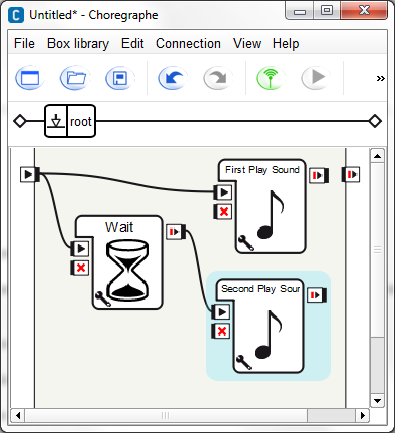 Untitled* - Choregraphe
File Edit Box library Connection View Help
»
root
First Play Sound
Wait
Second Play Sour